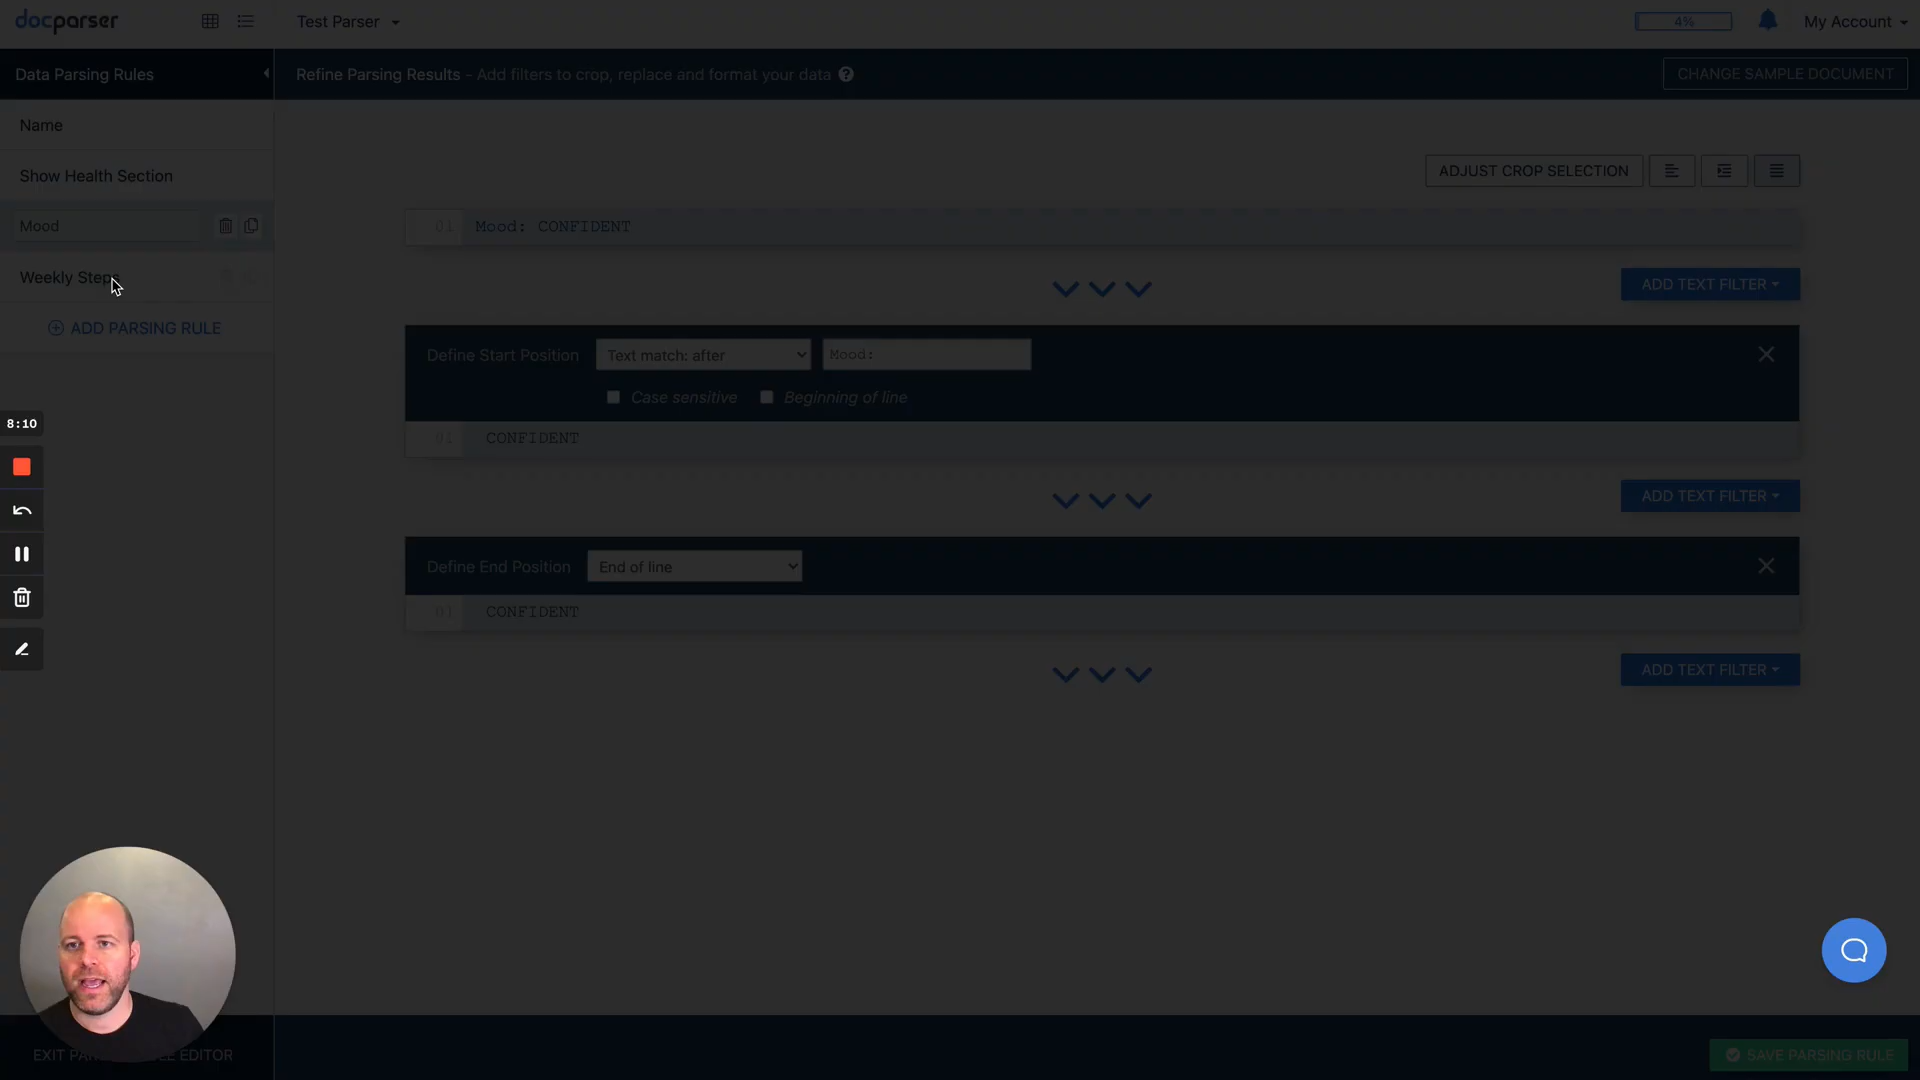 docparser
Test Parser
4%
My Account
Data Parsing Rules
Refine Parsing Results - Add filters to crop, replace and format your data
CHANGE SAMPLE DOCUMENT
Name
Show Health Section
ADJUST CROP SELECTION
Mood
01 Mood: CONFIDENT
Weekly Steps
ADD TEXT FILTER
ADD PARSING RULE
Define Start Position
Text match: after
Mood:
Case sensitive
Beginning of line
8:10
01 CONFIDENT
ADD TEXT FILTER
Define End Position
End of line
01 CONFIDENT
ADD TEXT FILTER
EXIT PA
E EDITOR
SAVE PARSING RULE